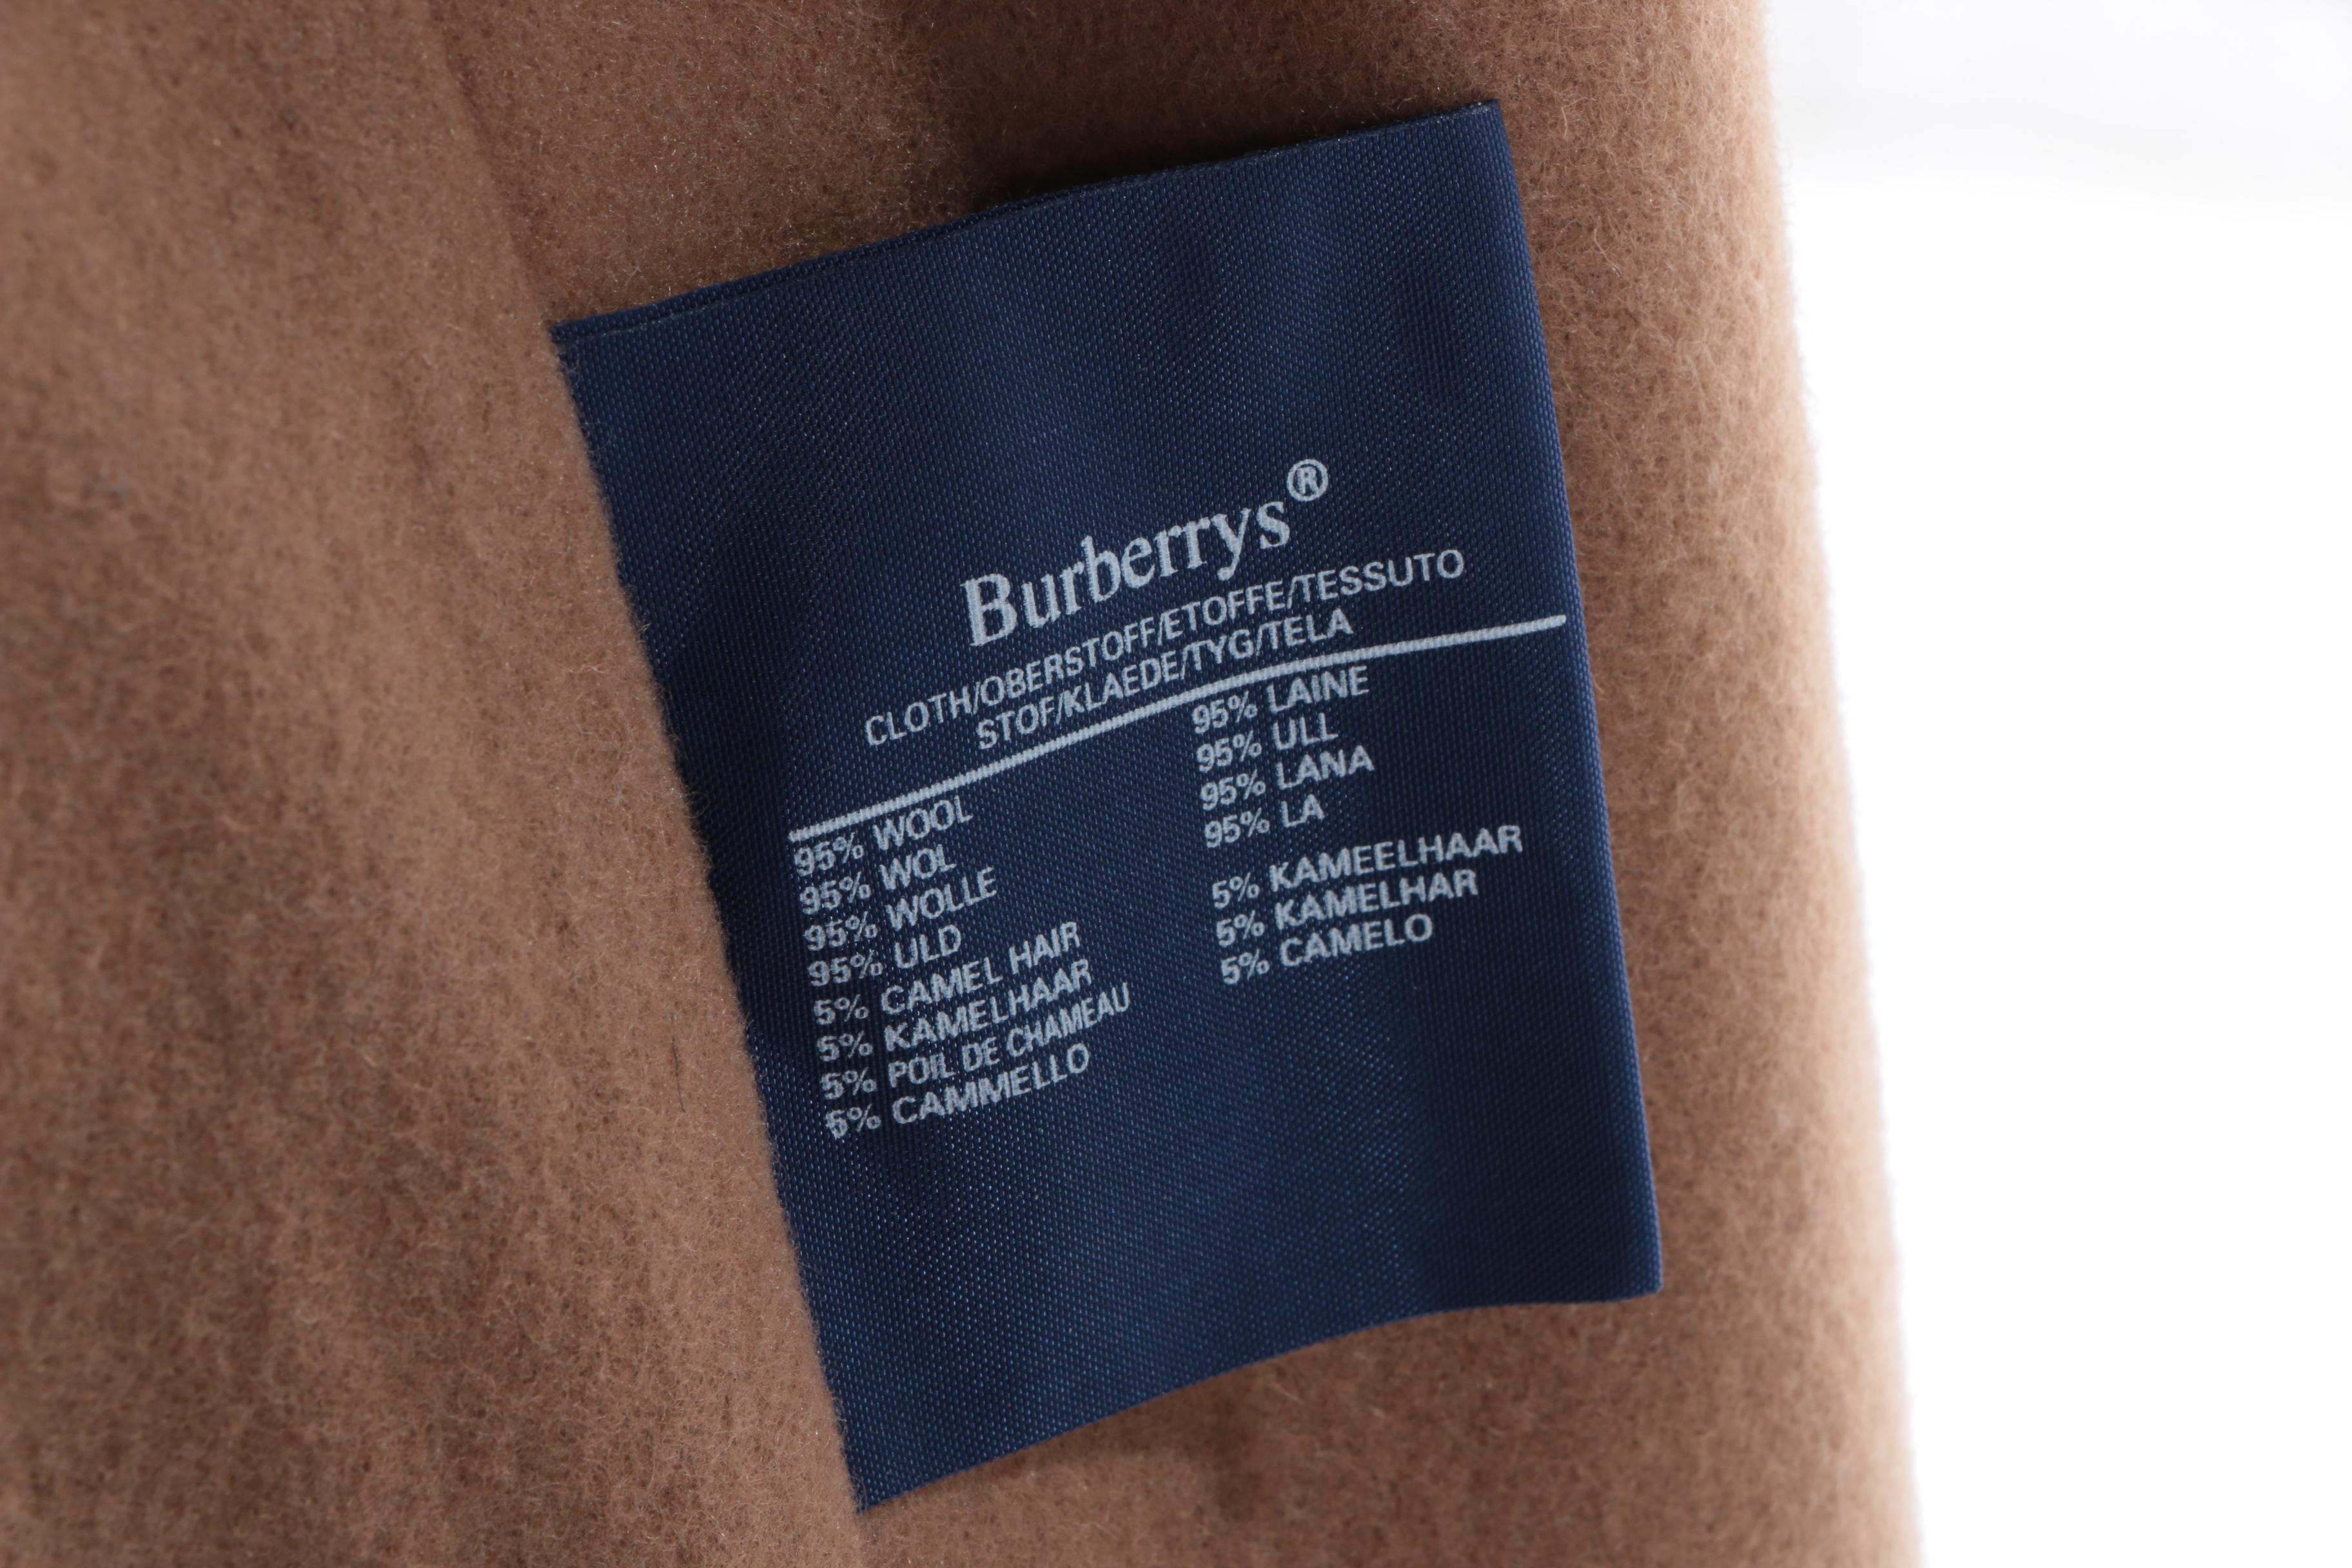 Burberrys®
CLOTH/OBERSTOFF/ETOFFE/TESSUTO
STOF/KLAEDE/TYG/TELA
95% WOOL
95% WOL
95% WOLLE
95% ULD
5% CAMEL HAIR
5% KAMELHAAR
5% POIL DE CHAMEAU
5% CAMMELLO
95% LAINE
95% ULL
95% LANA
95% LA
5% KAMEELHAAR
5% KAMELHAR
5% CAMELO